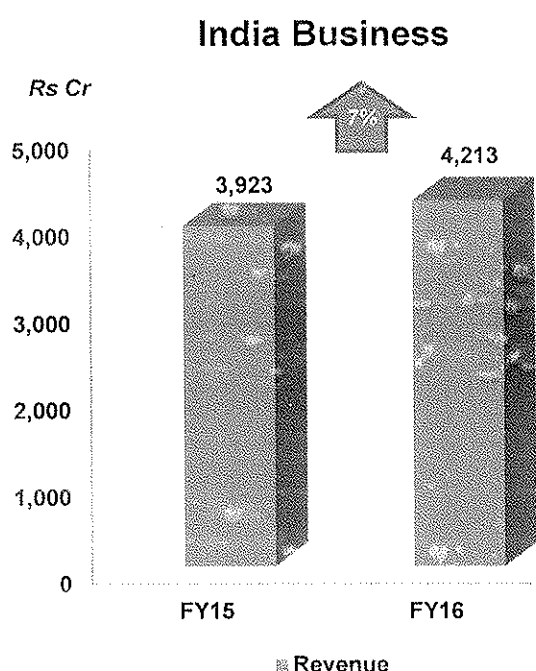 India Business
Rs Cr
7%
5,000
4,213
3,923
4,000
3,000
2,000
1,000
0
FY15
FY16
Revenue